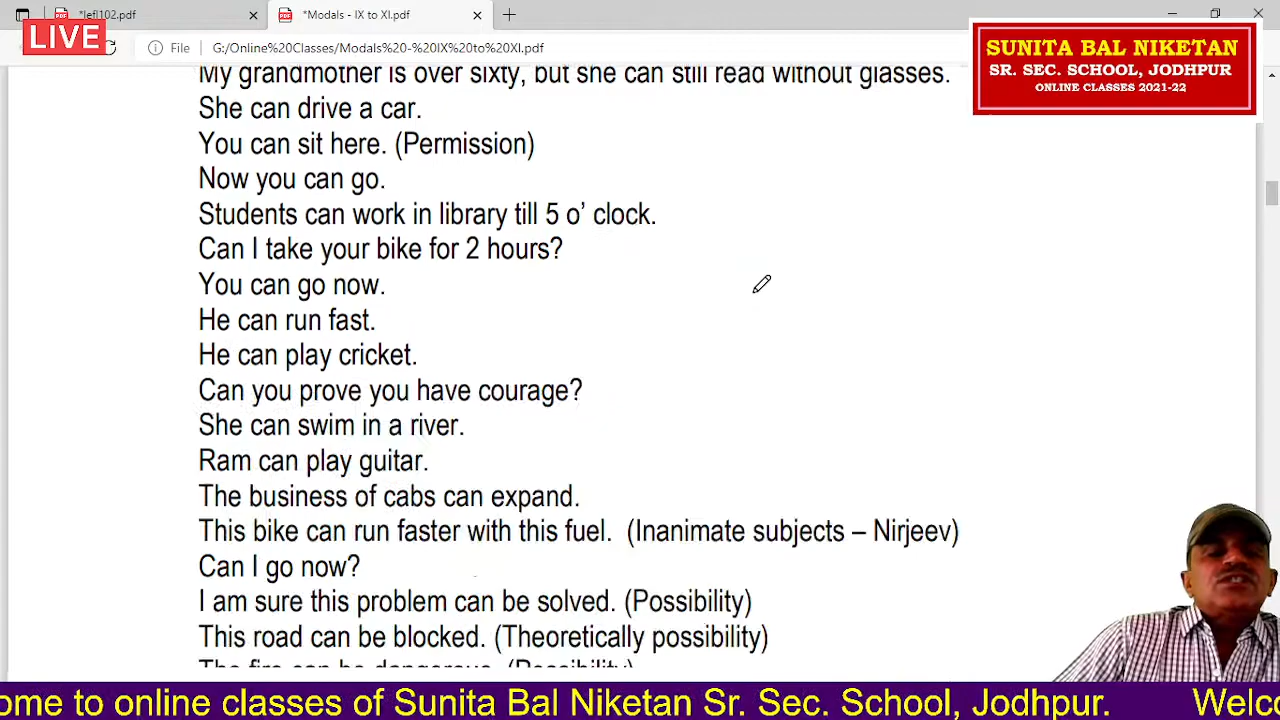 *lefl102.pdf
*Modals - IX to XI.pdf
LIVE
File G:/Online%20Classes/Modals%20-%20IX%20to%20XI.pdf
SUNITA BAL NIKETAN
SR. SEC. SCHOOL, JODHPUR
ONLINE CLASSES 2021-22
My grandmother is over sixty, but she can still read without glasses.
She can drive a car.
You can sit here. (Permission)
Now you can go.
Students can work in library till 5 o’ clock.
Can I take your bike for 2 hours?
You can go now.
He can run fast.
He can play cricket.
Can you prove you have courage?
She can swim in a river.
Ram can play guitar.
The business of cabs can expand.
This bike can run faster with this fuel. (Inanimate subjects – Nirjeev)
Can I go now?
I am sure this problem can be solved. (Possibility)
This road can be blocked. (Theoretically possibility)
The fire can be dangerous. (Possibility)
ome to online classes of Sunita Bal Niketan Sr. Sec. School, Jodhpur. Welco